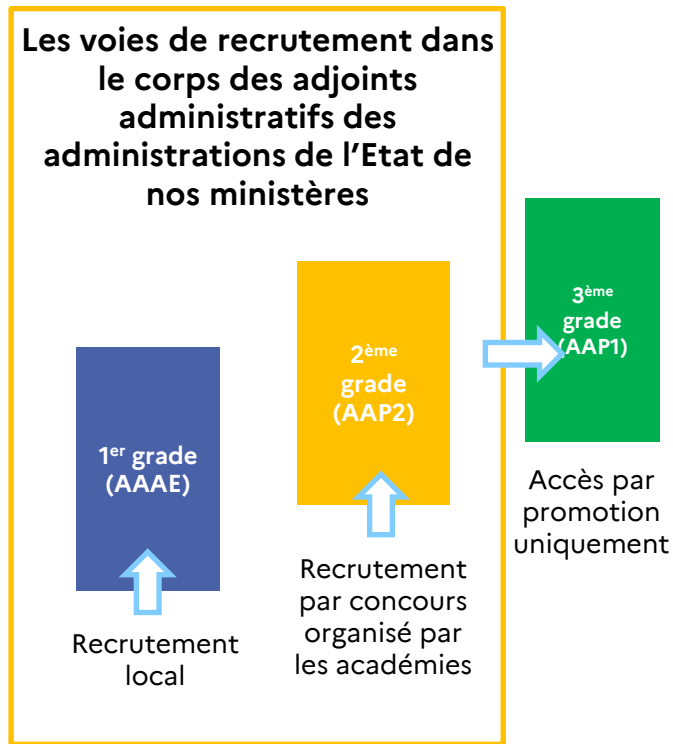 Les voies de recrutement dans
le corps des adjoints
administratifs des
administrations de l'Etat de
nos ministères
1er grade
(AAAE)
Recrutement
local
2ème
grade
(AAP2)
Recrutement
par concours
organisé par
les académies
3ème
grade
(AAP1)
Accès par
promotion
uniquement